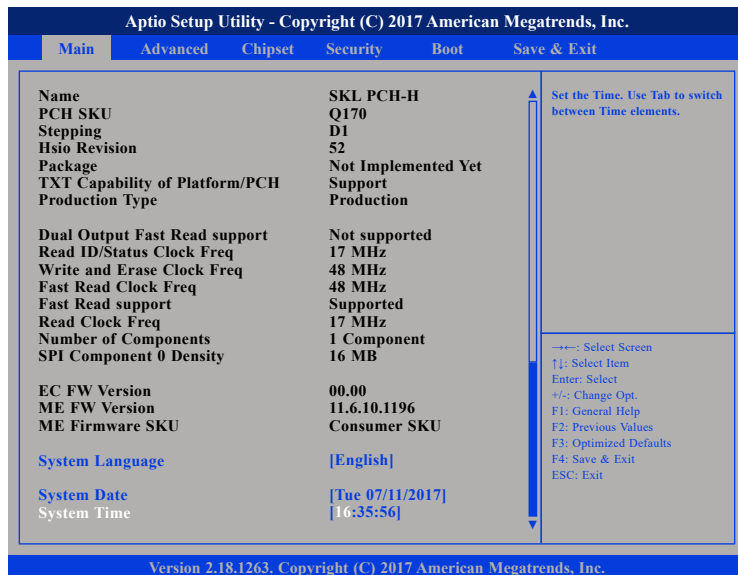 Aptio Setup Utility - Copyright (C) 2017 American Megatrends, Inc.
Main Advanced Chipset Security Boot Save & Exit
Name SKL PCH-H
PCH SKU Q170
Stepping D1
Hsio Revision 52
Package Not Implemented Yet
TXT Capability of Platform/PCH Support
Production Type Production
Dual Output Fast Read support Not supported
Read ID/Status Clock Freq 17 MHz
Write and Erase Clock Freq 48 MHz
Fast Read Clock Freq 48 MHz
Fast Read support Supported
Read Clock Freq 17 MHz
Number of Components 1 Component
SPI Component 0 Density 16 MB
EC FW Version 00.00
ME FW Version 11.6.10.1196
ME Firmware SKU Consumer SKU
System Language [English]
System Date [Tue 07/11/2017]
System Time [16:35:56]
Set the Time. Use Tab to switch
between Time elements.
→←: Select Screen
↑↓: Select Item
Enter: Select
+/-: Change Opt.
F1: General Help
F2: Previous Values
F3: Optimized Defaults
F4: Save & Exit
ESC: Exit
Version 2.18.1263. Copyright (C) 2017 American Megatrends, Inc.